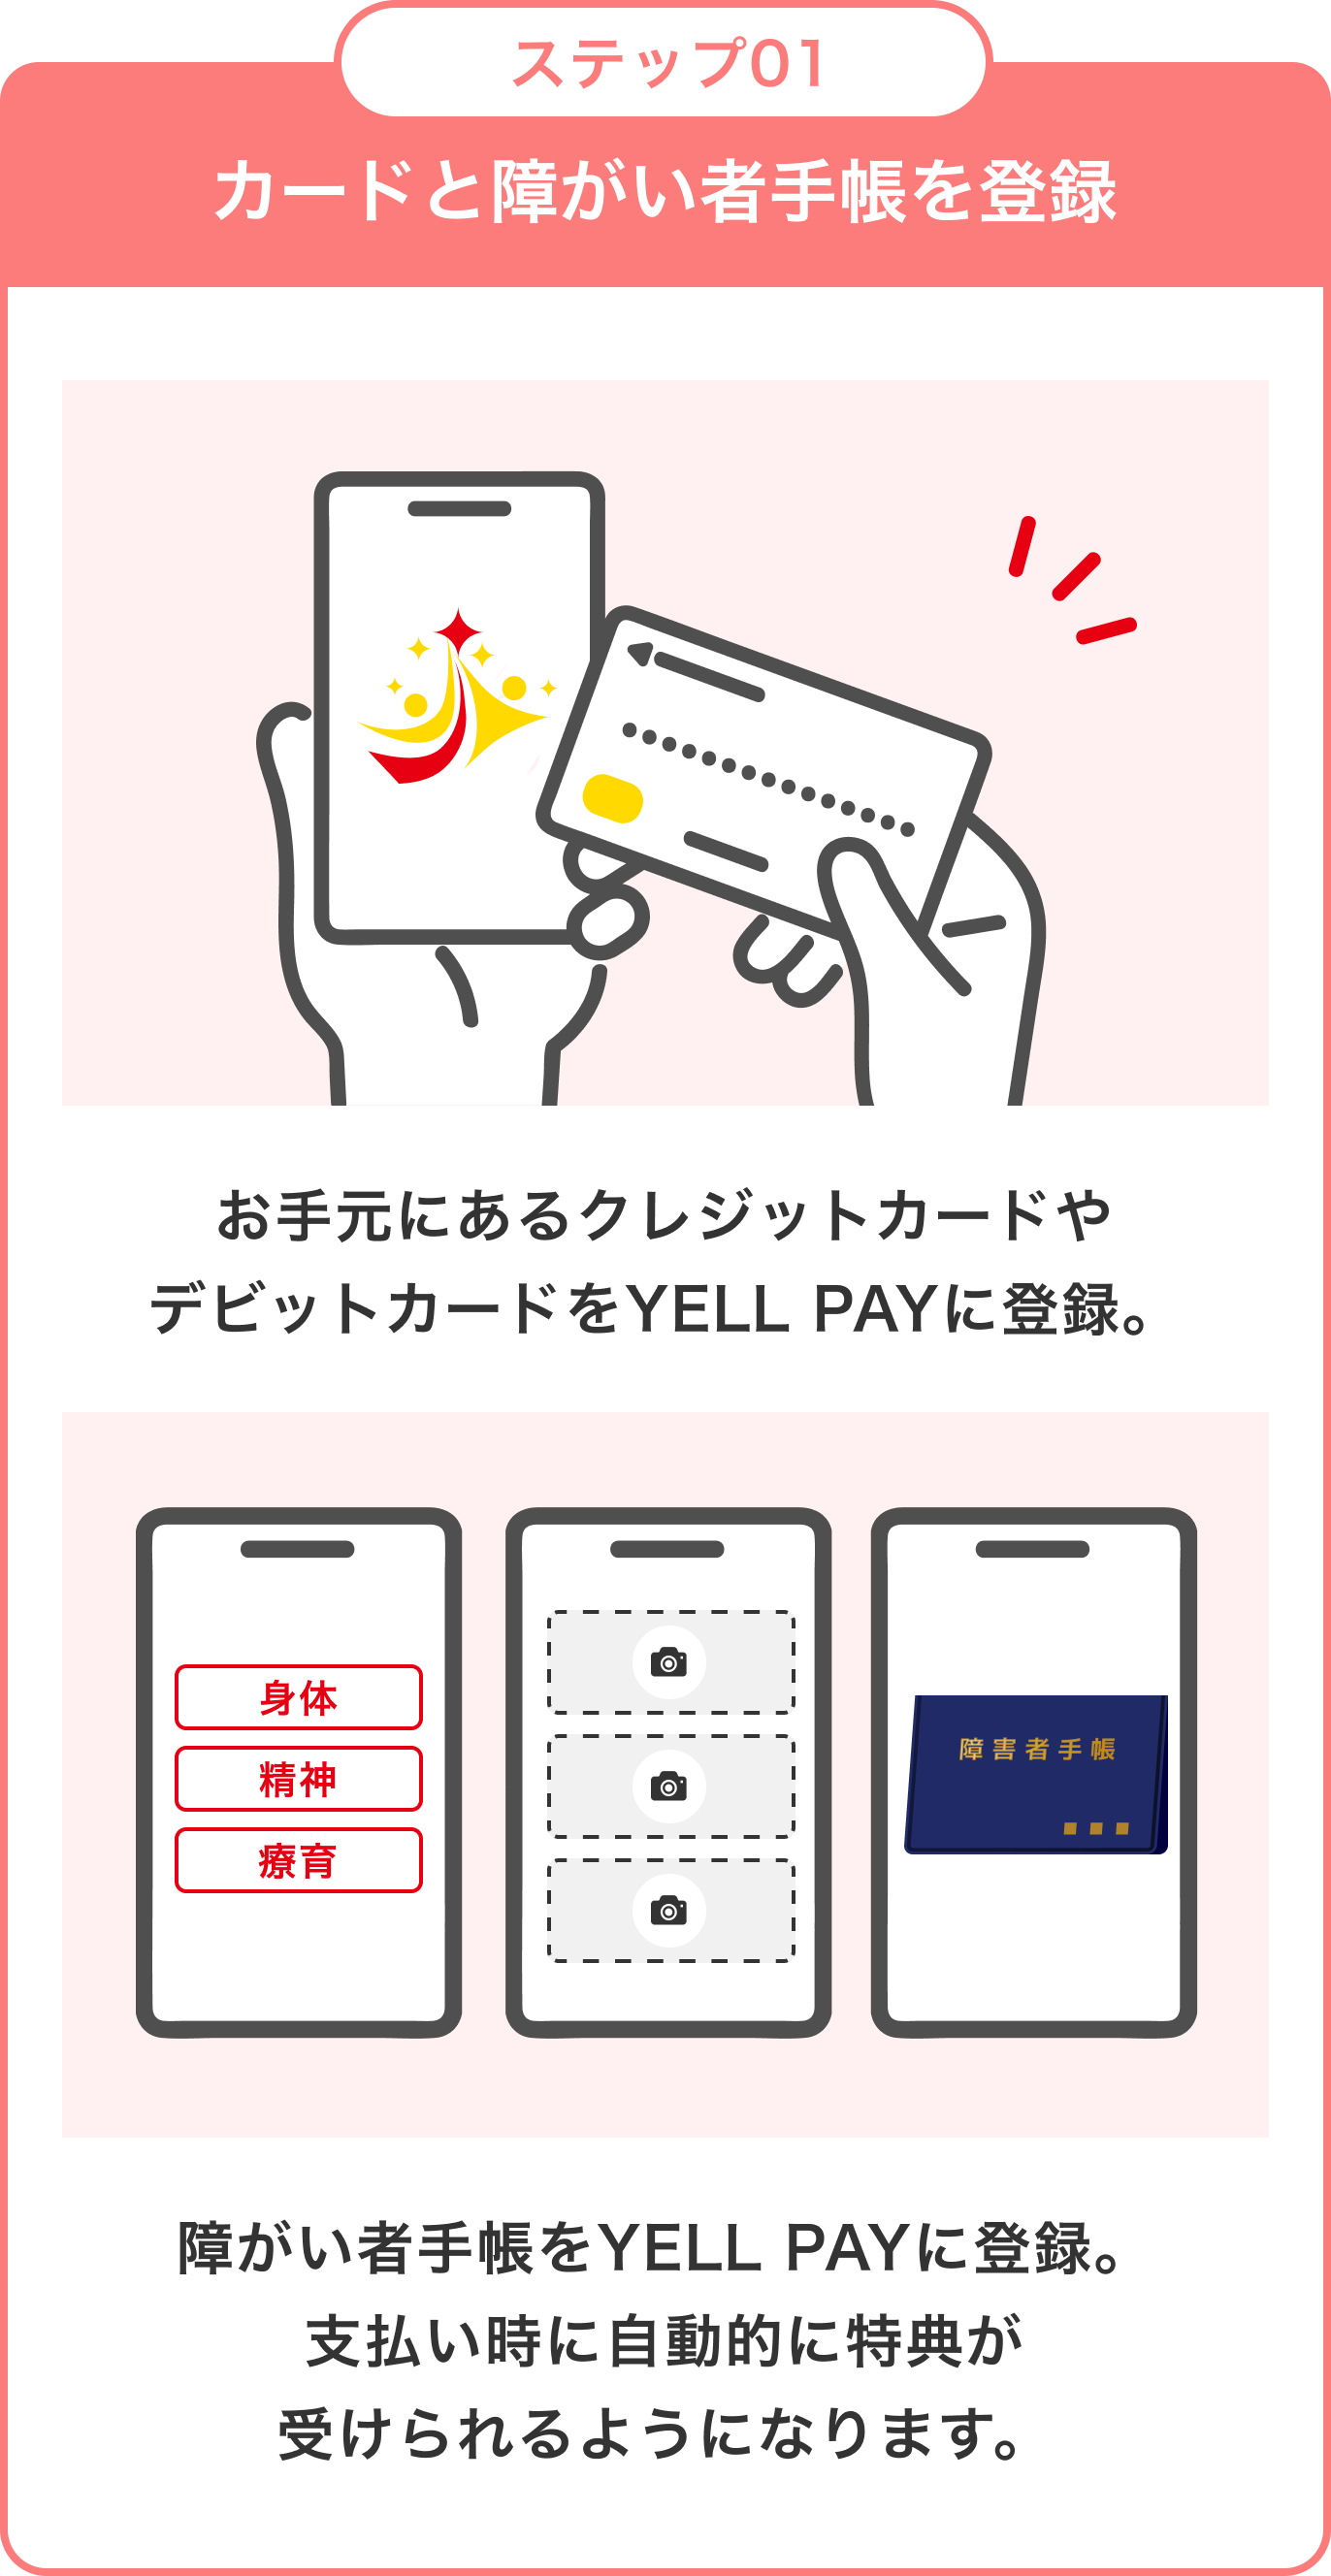 ステップ01
カードと障がい者手帳を登録
お手元にあるクレジットカードや
デビットカードをYELL PAYに登録。
身体
精神
療育
障害者手帳
障がい者手帳をYELL PAYに登録。
支払い時に自動的に特典が
受けられるようになります。